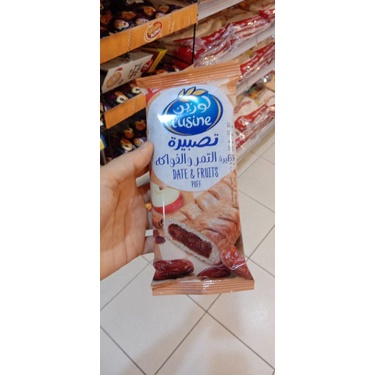 لوزين
Lusine
تصبيرة
فطيرة التمر والفواكه
DATE & FRUITS
PUFF